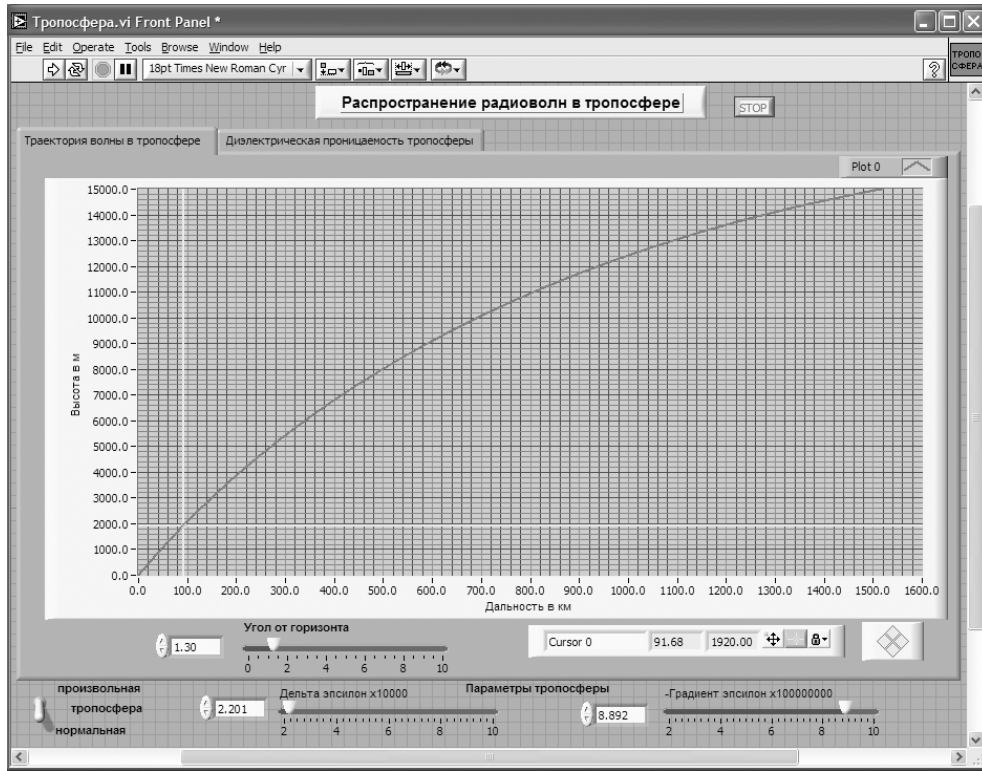 Тропосфера.vi Front Panel *
File Edit Operate Tools Browse Window Help
18pt Times New Roman Cyr
?
ТРОПО
СФЕРА
Распространение радиоволн в тропосфере
STOP
Траектория волны в тропосфере
Диэлектрическая проницаемость тропосферы
Plot 0
15000.0
14000.0
13000.0
12000.0
11000.0
10000.0
9000.0
8000.0
7000.0
6000.0
5000.0
4000.0
3000.0
2000.0
1000.0
0.0
Высота в м
0.0 100.0 200.0 300.0 400.0 500.0 600.0 700.0 800.0 900.0 1000.0 1100.0 1200.0 1300.0 1400.0 1500.0 1600.0
Дальность в км
Угол от горизонта
1.30
0 2 4 6 8 10
Cursor 0 91.68 1920.00
произвольная
тропосфера
нормальная
Параметры тропосферы
Дельта эпсилон x10000
2.201
2 4 6 8 10
-Градиент эпсилон x100000000
8.892
2 4 6 8 10